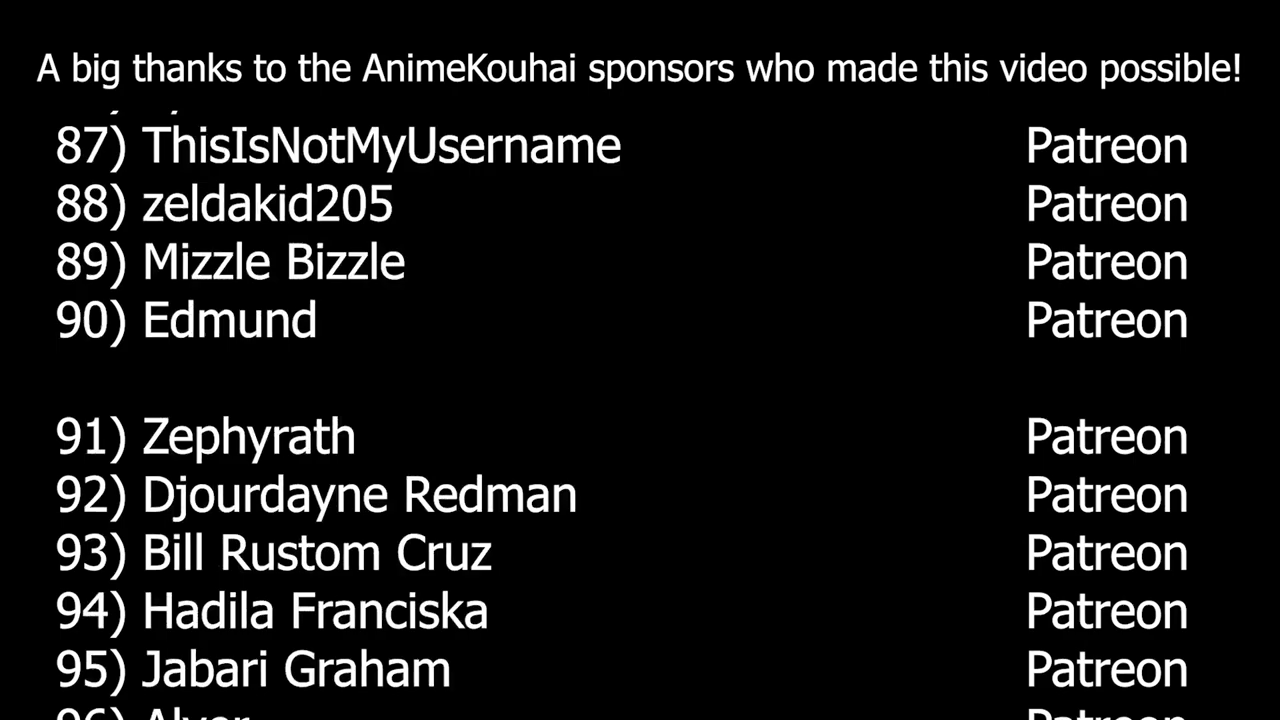 A big thanks to the AnimeKouhai sponsors who made this video possible!
87) ThisIsNotMyUsername Patreon
88) zeldakid205 Patreon
89) Mizzle Bizzle Patreon
90) Edmund Patreon
91) Zephyrath Patreon
92) Djourdayne Redman Patreon
93) Bill Rustom Cruz Patreon
94) Hadila Franciska Patreon
95) Jabari Graham Patreon
96) Patreon